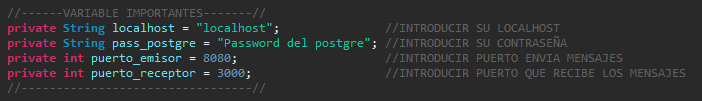 //------VARIABLE IMPORTANTES-------//
private String localhost = "localhost"; //INTRODUCIR SU LOCALHOST
private String pass_postgre = "Password del postgre"; //INTRODUCIR SU CONTRASEÑA
private int puerto_emisor = 8080; //INTRODUCIR PUERTO ENVIA MENSAJES
private int puerto_receptor = 3000; //INTRODUCIR PUERTO QUE RECIBE LOS MENSAJES
//---------------------------------//